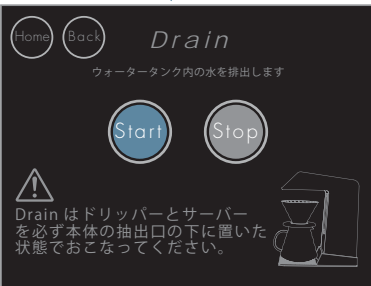 Home Back Drain
ウォータータンク内の水を排出します
Start Stop
Drain はドリッパーとサーバー
を必ず本体の抽出口の下に置いた
状態でおこなってください。